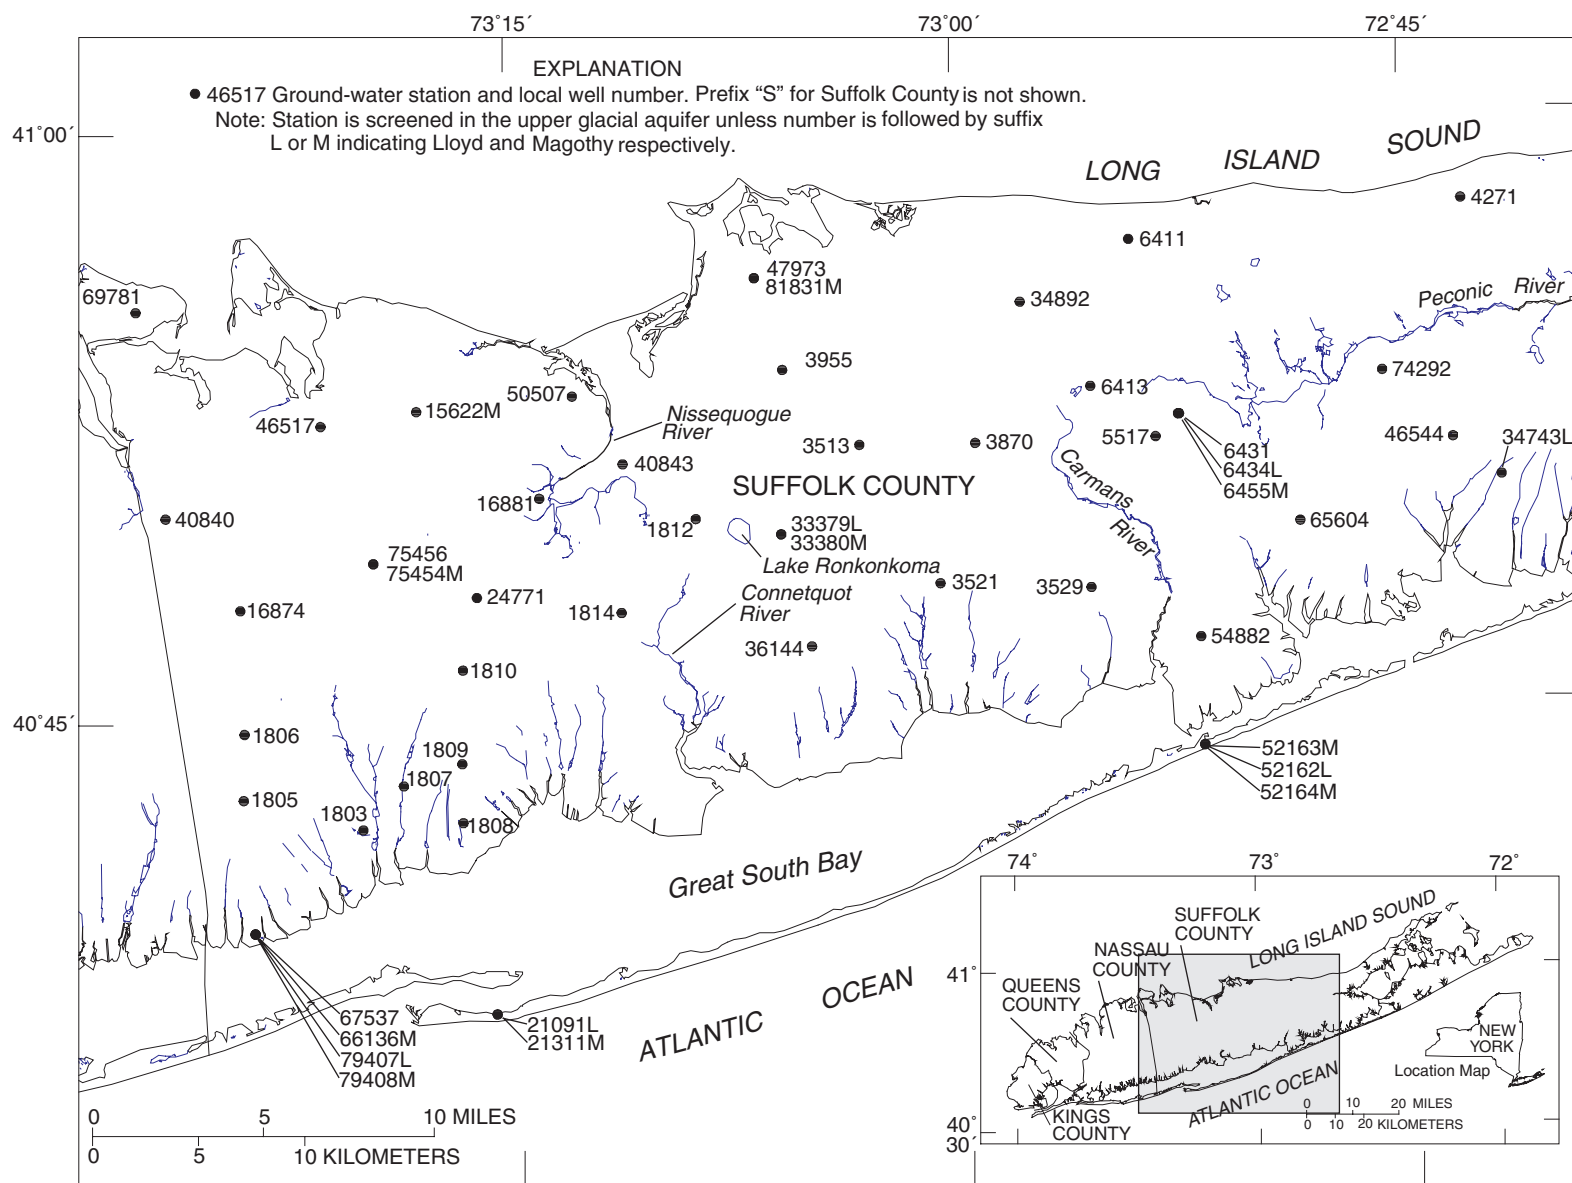 73°15´
73°00´
72°45´
EXPLANATION
46517 Ground-water station and local well number. Prefix “S” for Suffolk County is not shown.
Note: Station is screened in the upper glacial aquifer unless number is followed by suffix
L or M indicating Lloyd and Magothy respectively.
41°00´
LONG ISLAND SOUND
4271
6411
47973
81831M
69781
34892
Peconic River
3955
74292
6413
50507
15622M
46517
Nissequogue
River
3513
3870
5517
6431
6434L
6455M
46544
34743L
40843
SUFFOLK COUNTY
Carmans
River
16881
40840
1812
33379L
33380M
65604
Lake Ronkonkoma
75456
75454M
3521
3529
24771
16874
1814
Connetquot
River
36144
54882
1810
40°45´
1806
1809
1807
52163M
52162L
52164M
1805
1803
1808
Great South Bay
67537
66136M
79407L
79408M
21091L
21311M
ATLANTIC OCEAN
0 5 10 MILES
0 5 10 KILOMETERS
74° 73° 72°
SUFFOLK
COUNTY
LONG ISLAND SOUND
NASSAU
COUNTY
41°
QUEENS
COUNTY
NEW
YORK
Location Map
ATLANTIC OCEAN
KINGS
COUNTY
0 10 20 MILES
0 10 20 KILOMETERS
40°
30´